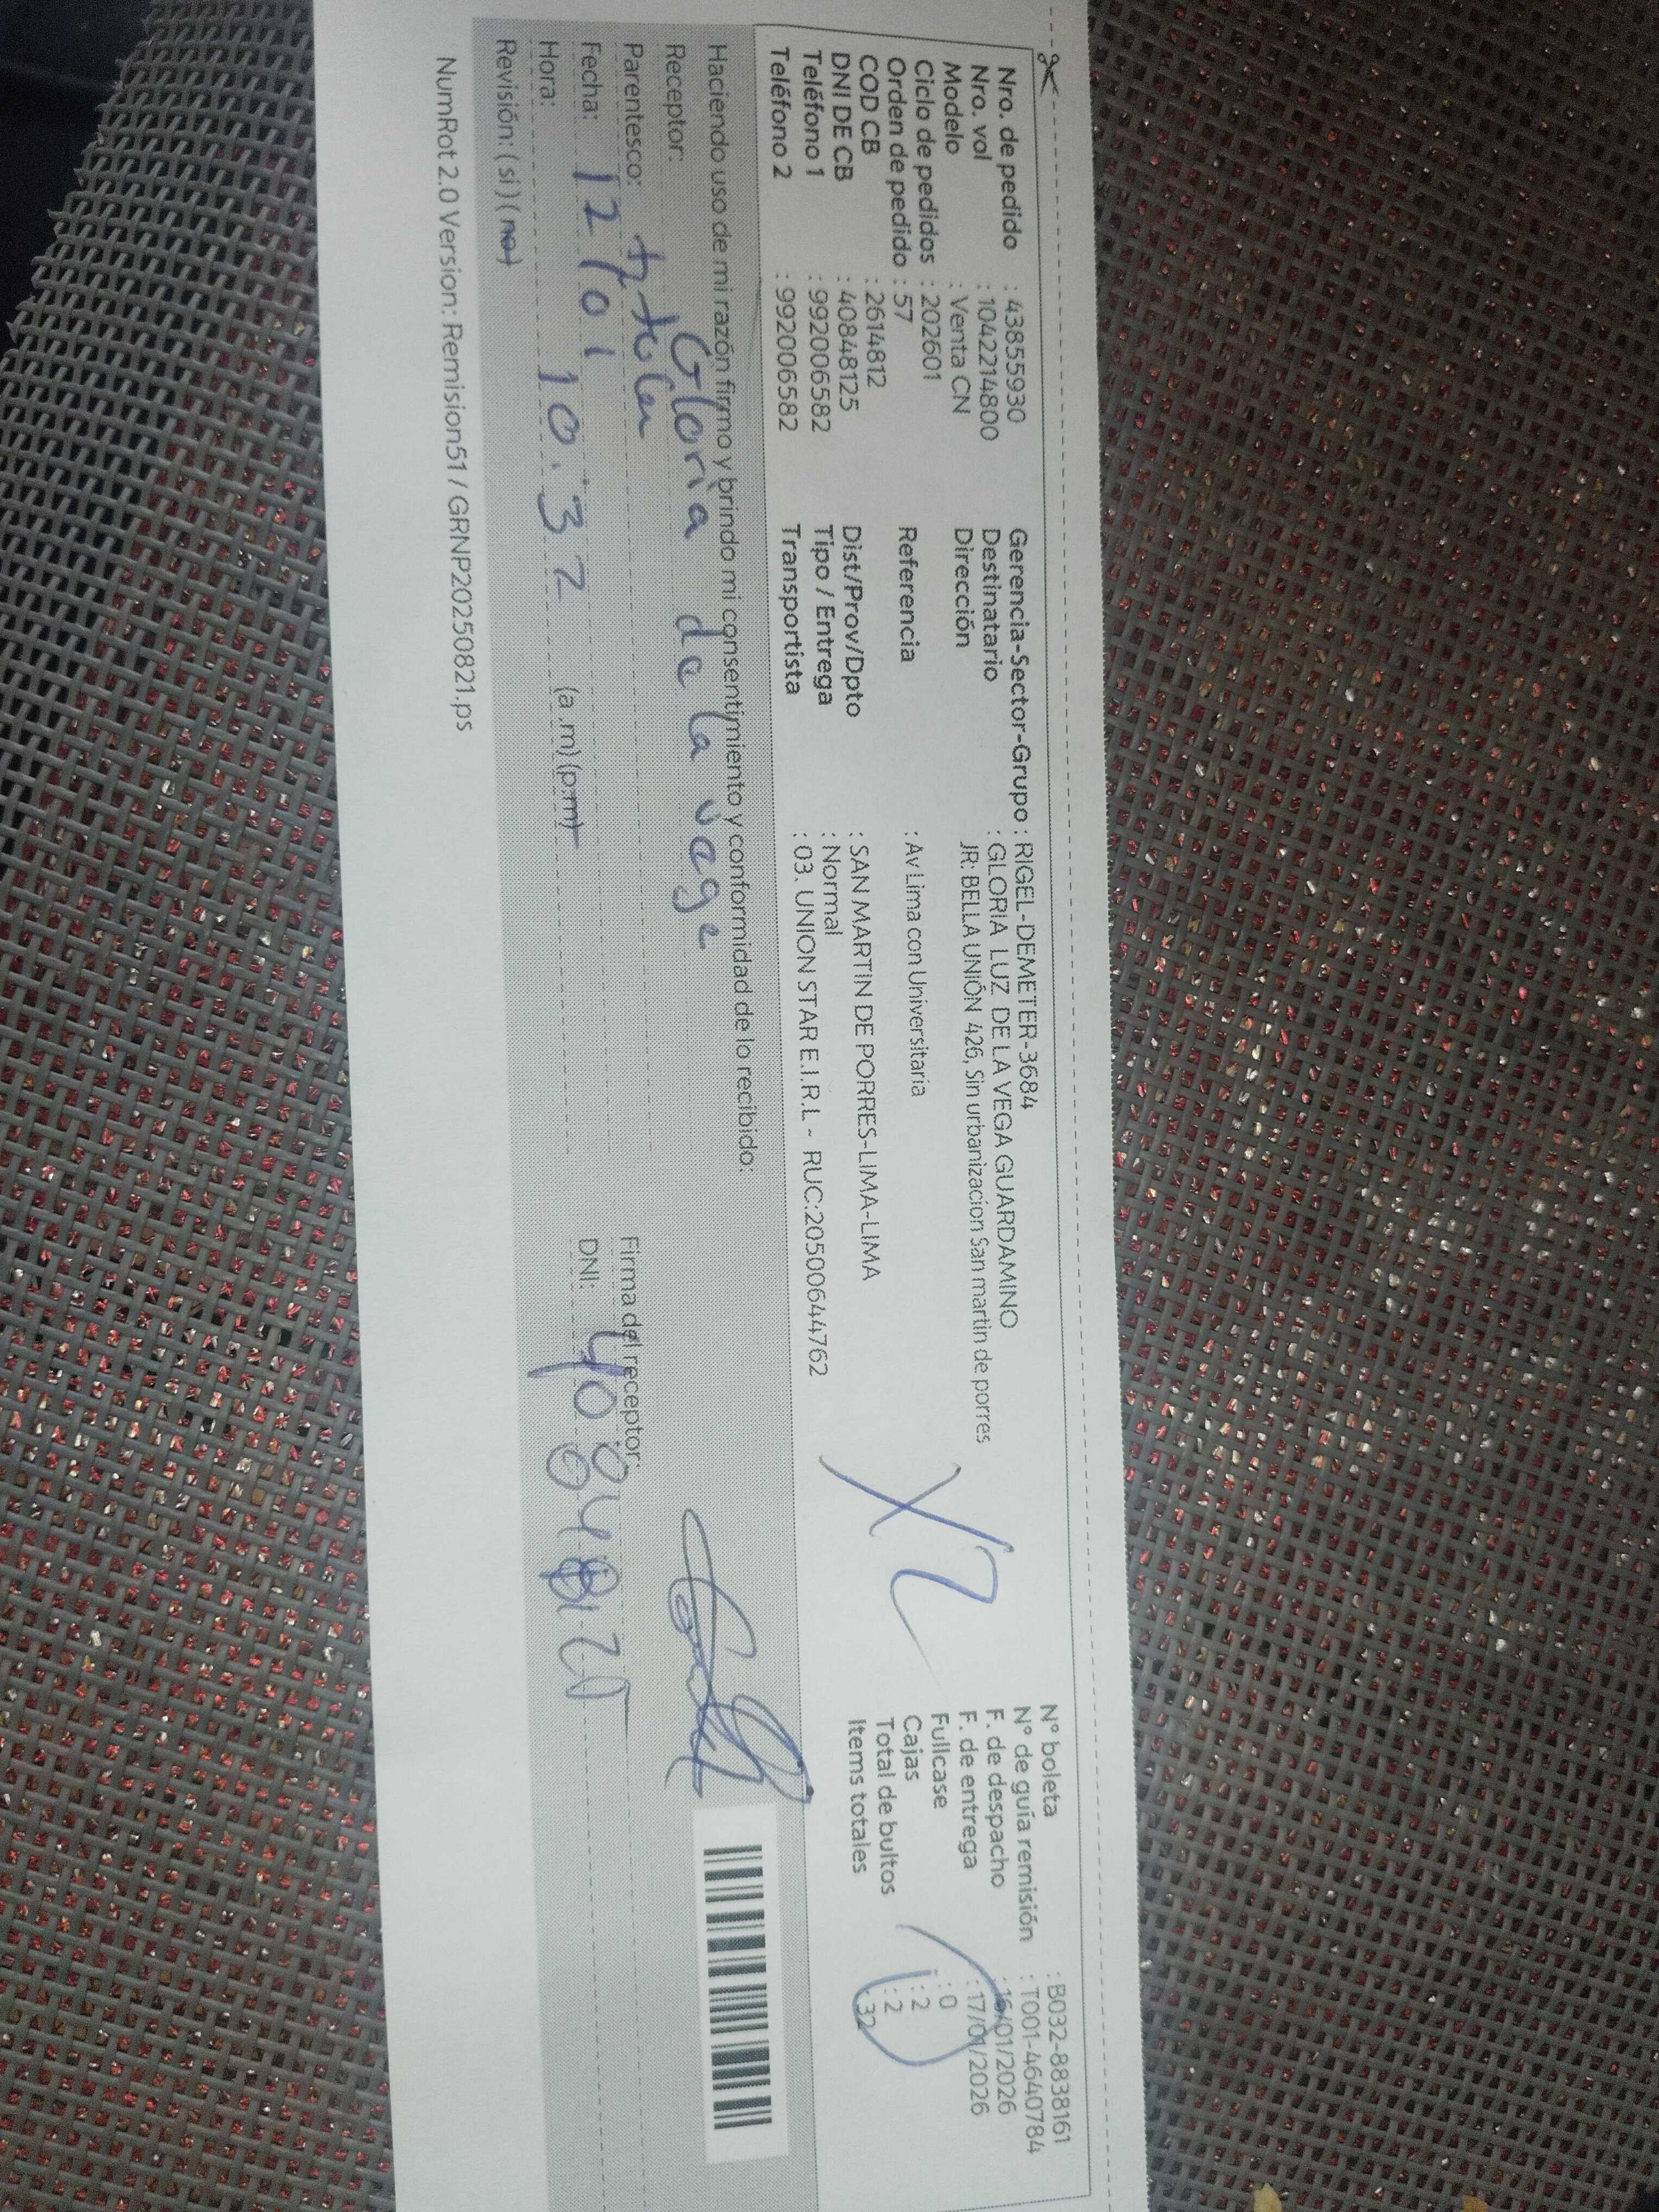 Nro. de pedido : 43855930
Nro. vol : 1042214800
Modelo : Venta CN
Ciclo de pedidos : 202601
Orden de pedido : 57
COD CB : 2614812
DNI DE CB : 40848125
Teléfono 1 : 992006582
Teléfono 2 : 992006582
Gerencia-Sector-Grupo : RIGEL-DEMETER-3684
Destinatario : GLORIA LUZ DE LA VEGA GUARDAMINO
Dirección JR: BELLA UNIÓN 426, Sin urbanizacion San martin de porres
Referencia : Av Lima con Universitaria
Dist/Prov/Dpto : SAN MARTIN DE PORRES-LIMA-LIMA
Tipo / Entrega : Normal
Transportista : 03. UNION STAR E.I.R.L - RUC:20500644762
X2
N° boleta : B032-8838161
N° de guía remisión : T001-4640784
F. de despacho : 16/01/2026
F. de entrega : 17/01/2026
Fullcase : 0
Cajas : 2
Total de bultos : 2
Items totales : 32
Haciendo uso de mi razón firmo y brindo mi consentimiento y conformidad de lo recibido:
Receptor: Gloria de la vega
Parentesco: titular
Fecha: 17/01
Hora: 10:32 (a.m) (p.m)
Revisión: (si) (no)
Firma del receptor:
DNI: 40848125
NumRot 2.0 Version: Remision51 / GRNP20250821.ps